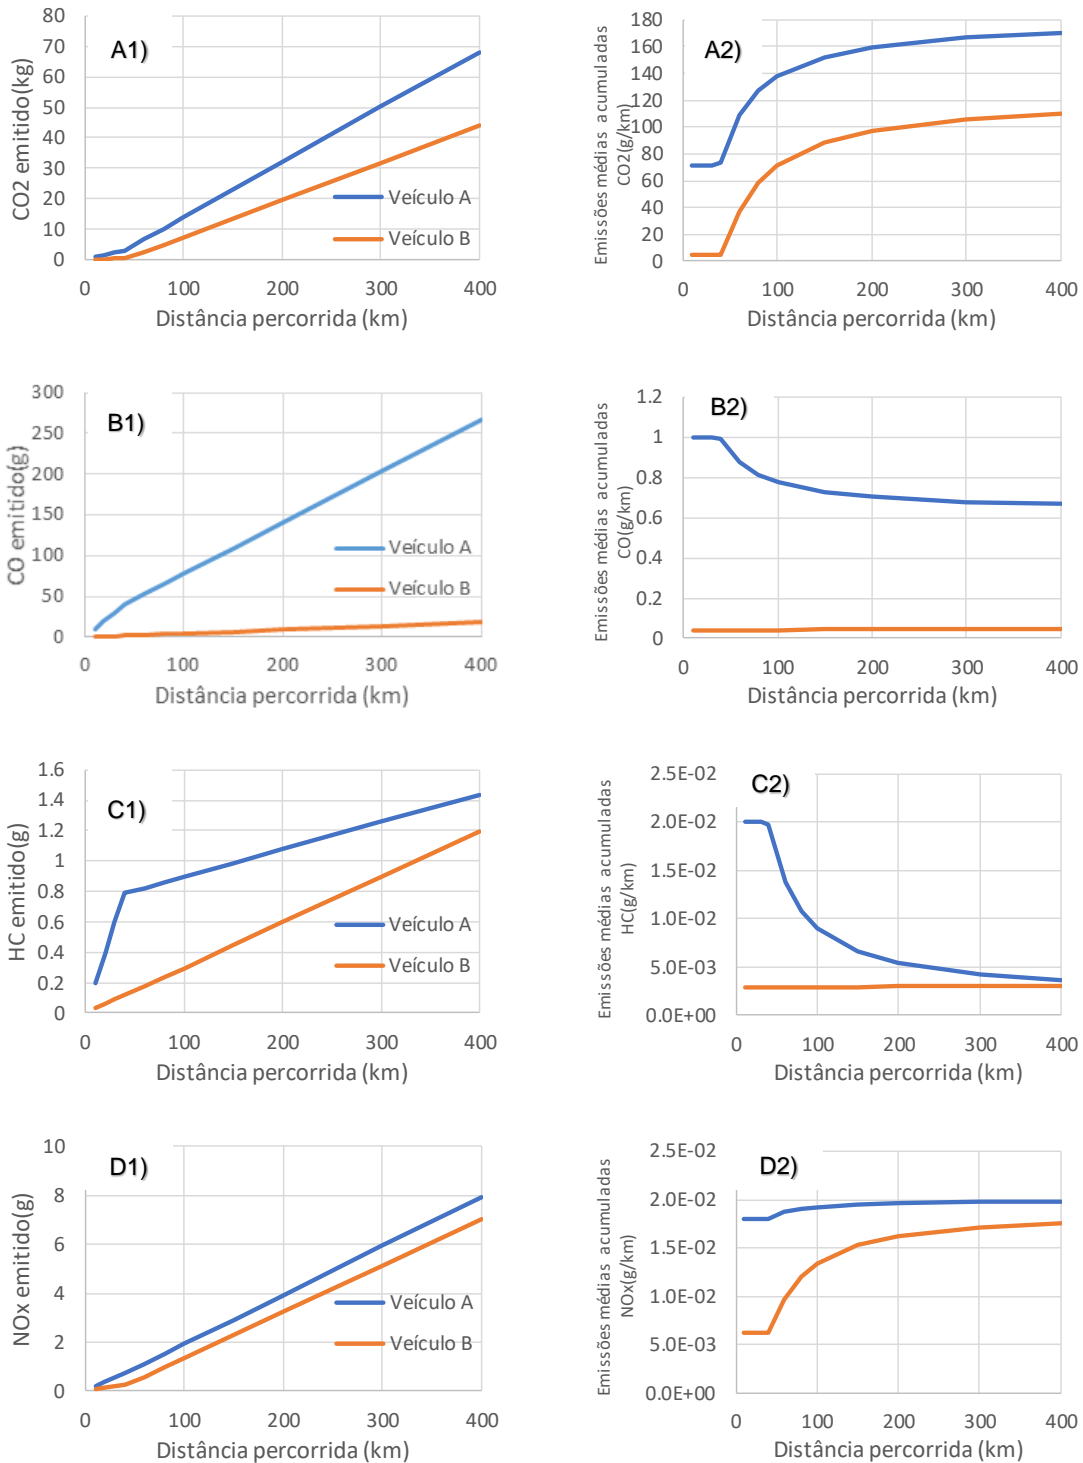 A1)
CO2 emitido(kg)
80
70
60
50
40
30
20
10
0
0 100 200 300 400
Distância percorrida (km)
Veículo A
Veículo B
A2)
Emissões médias acumuladas
CO2(g/km)
180
160
140
120
100
80
60
40
20
0
0 100 200 300 400
Distância percorrida (km)
B1)
CO emitido(g)
300
250
200
150
100
50
0
0 100 200 300 400
Distância percorrida (km)
Veículo A
Veículo B
B2)
Emissões médias acumuladas
CO(g/km)
1.2
1
0.8
0.6
0.4
0.2
0
0 100 200 300 400
Distância percorrida (km)
C1)
HC emitido(g)
1.6
1.4
1.2
1
0.8
0.6
0.4
0.2
0
0 100 200 300 400
Distância percorrida (km)
Veículo A
Veículo B
C2)
Emissões médias acumuladas
HC(g/km)
2.5E-02
2.0E-02
1.5E-02
1.0E-02
5.0E-03
0.0E+00
0 100 200 300 400
Distância percorrida (km)
D1)
NOx emitido(g)
10
8
6
4
2
0
0 100 200 300 400
Distância percorrida (km)
Veículo A
Veículo B
D2)
Emissões médias acumuladas
NOx(g/km)
2.5E-02
2.0E-02
1.5E-02
1.0E-02
5.0E-03
0.0E+00
0 100 200 300 400
Distância percorrida (km)